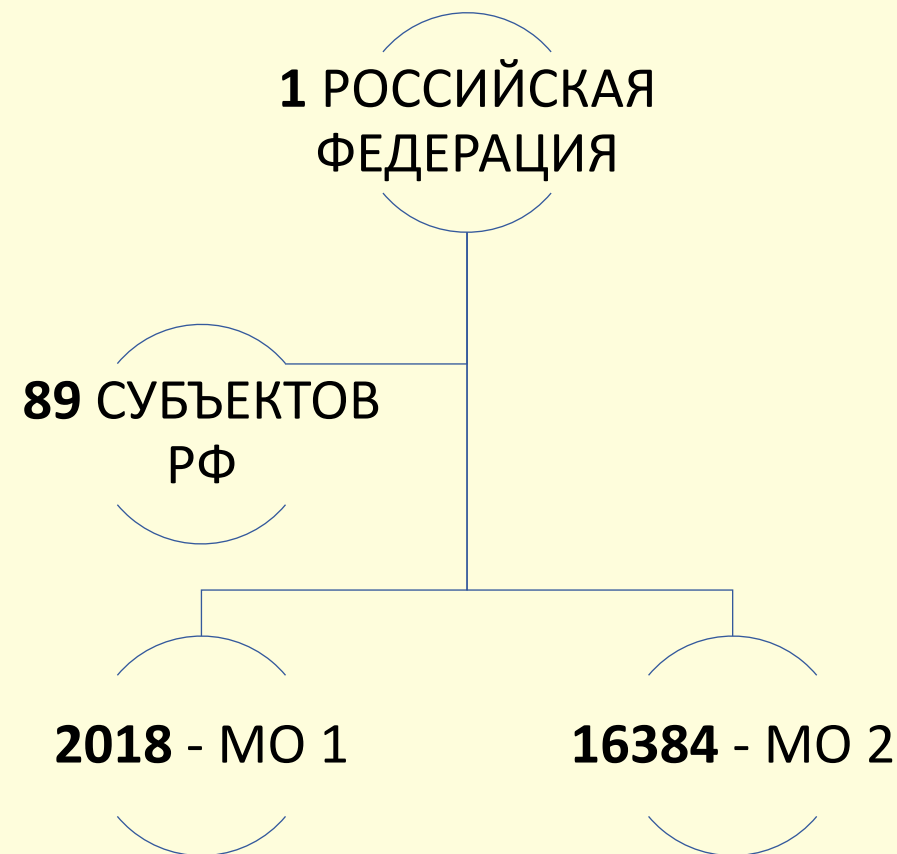 1 РОССИЙСКАЯ
ФЕДЕРАЦИЯ
89 СУБЪЕКТОВ
РФ
2018 - МО 1
16384 - МО 2